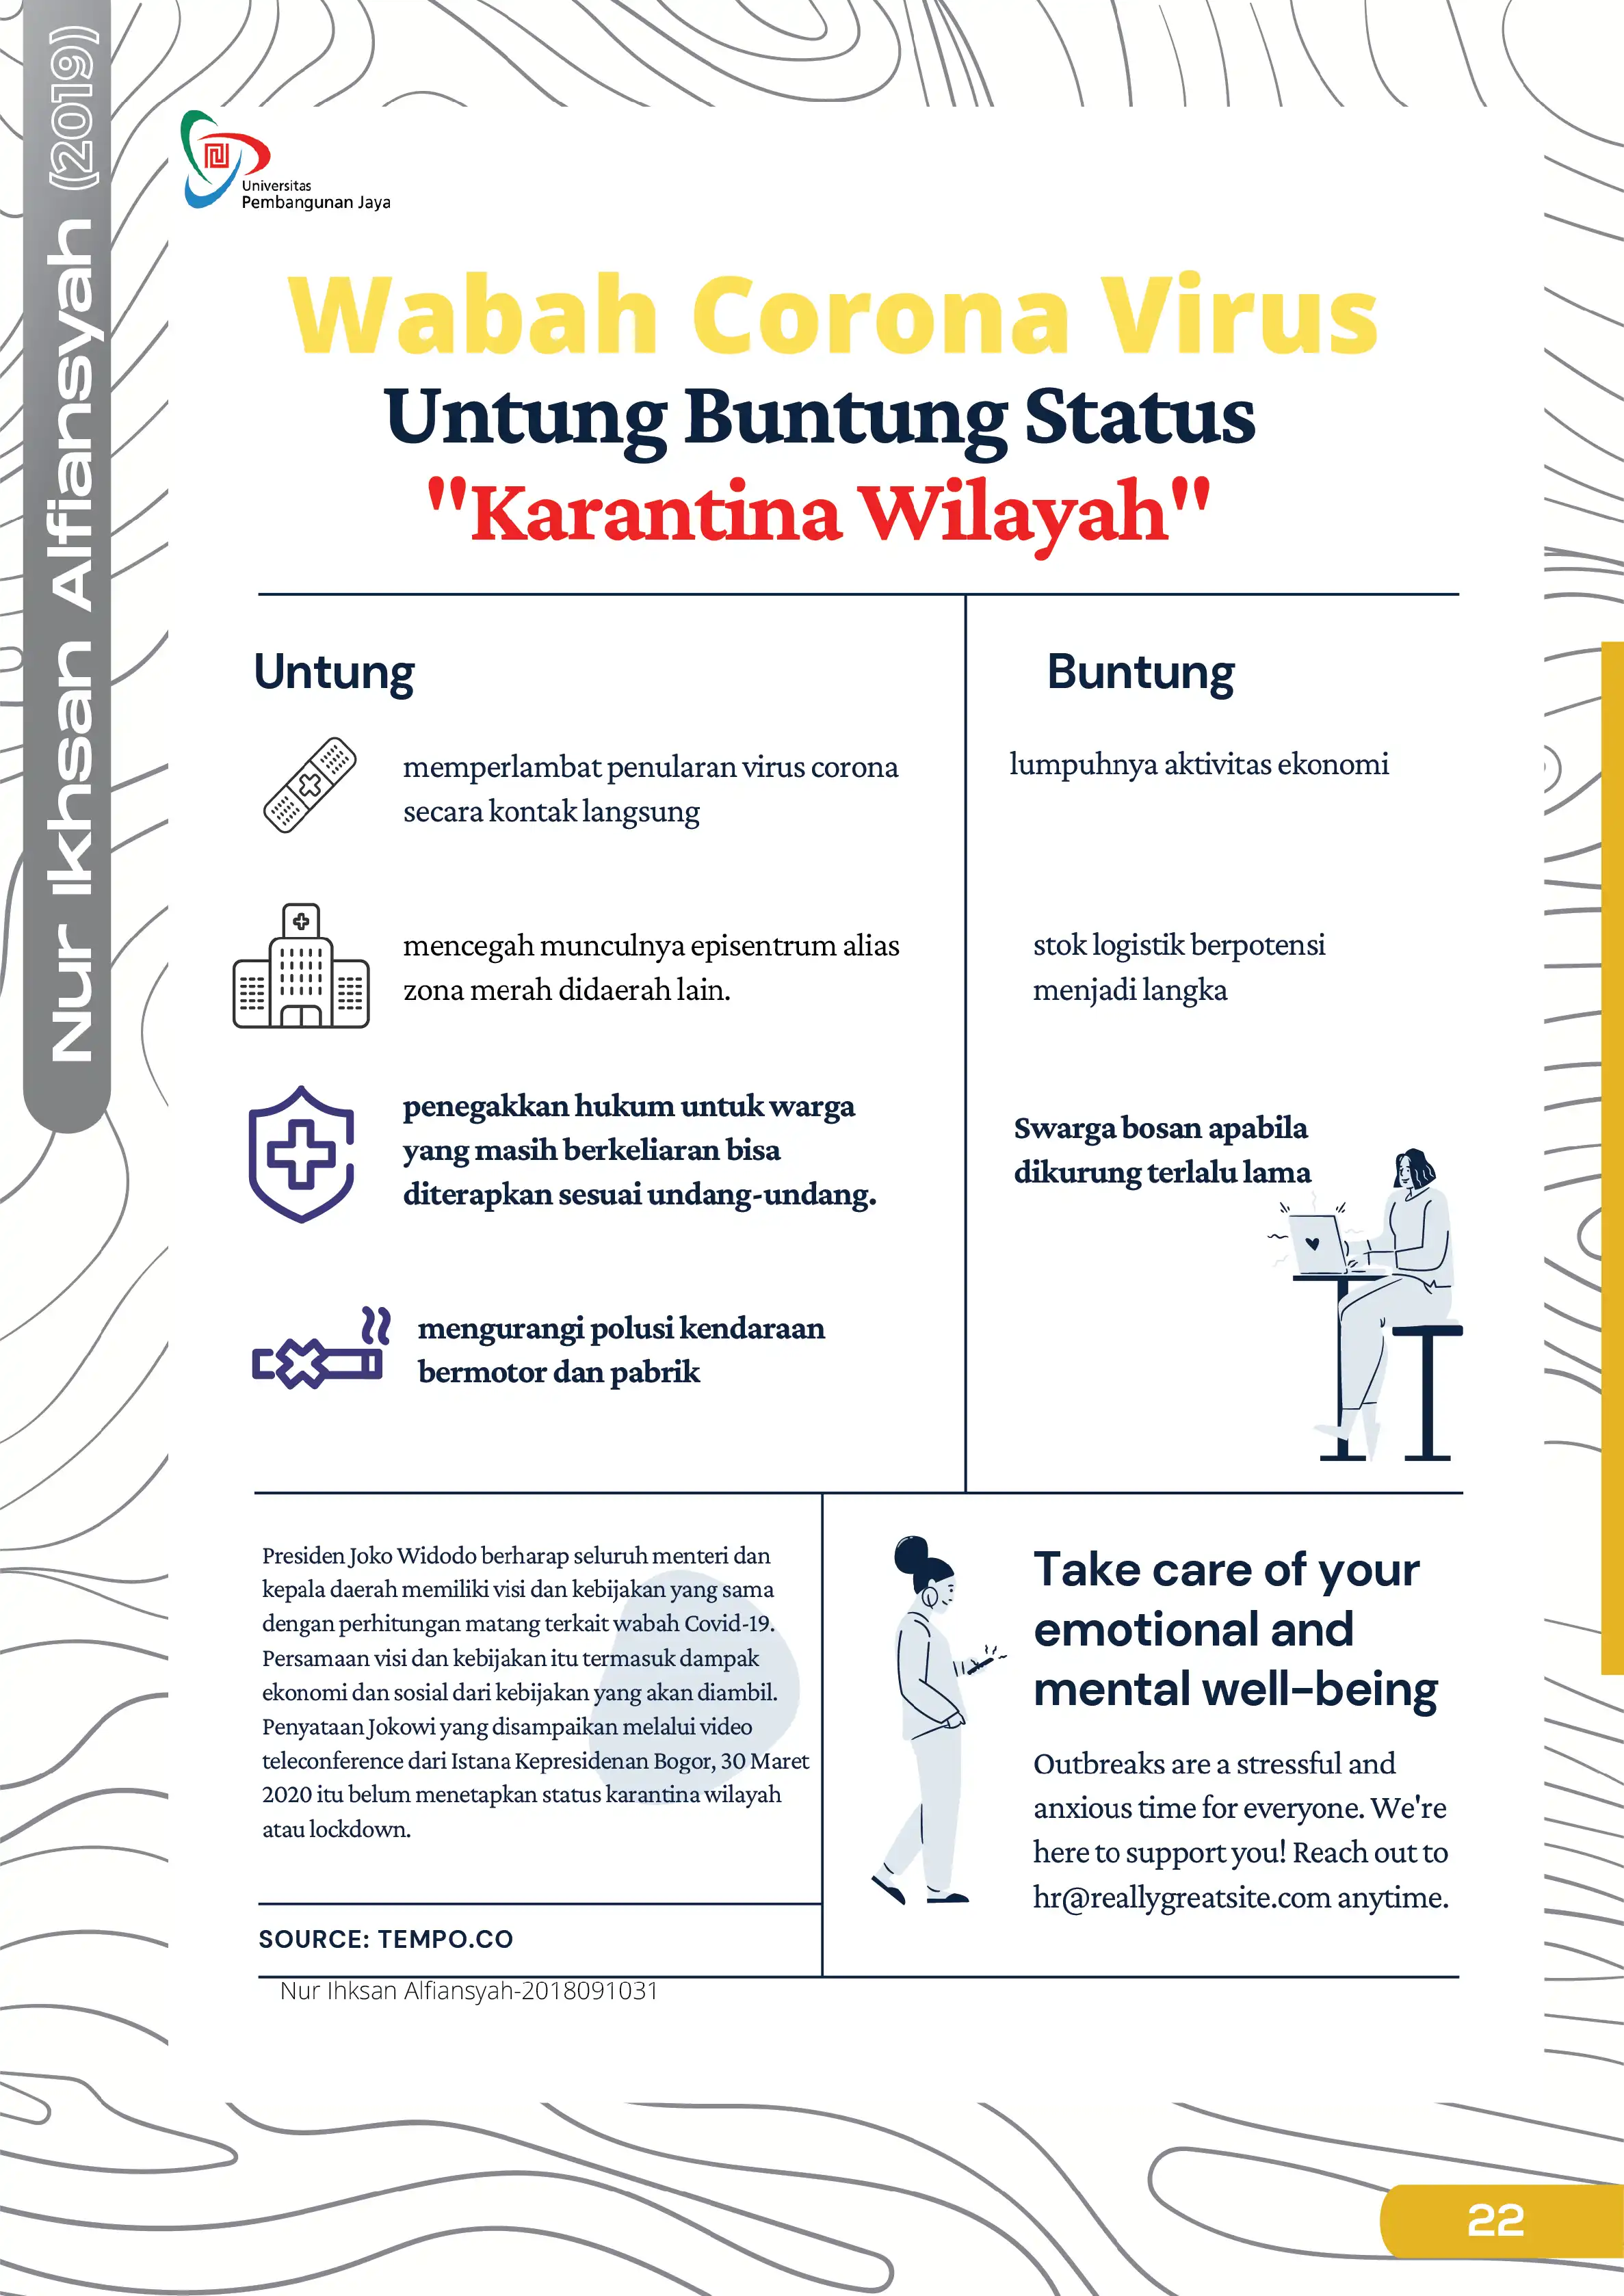 Nur Ikhsan Alfiansyah (2019)
Universitas
Pembangunan Jaya
Wabah Corona Virus
Untung Buntung Status
"Karantina Wilayah"
Untung
memperlambat penularan virus corona
secara kontak langsung
mencegah munculnya episentrum alias
zona merah didaerah lain.
penegakkan hukum untuk warga
yang masih berkeliaran bisa
diterapkan sesuai undang-undang.
mengurangi polusi kendaraan
bermotor dan pabrik
Buntung
lumpuhnya aktivitas ekonomi
stok logistik berpotensi
menjadi langka
Swarga bosan apabila
dikurung terlalu lama
Presiden Joko Widodo berharap seluruh menteri dan
kepala daerah memiliki visi dan kebijakan yang sama
dengan perhitungan matang terkait wabah Covid-19.
Persamaan visi dan kebijakan itu termasuk dampak
ekonomi dan sosial dari kebijakan yang akan diambil.
Penyataan Jokowi yang disampaikan melalui video
teleconference dari Istana Kepresidenan Bogor, 30 Maret
2020 itu belum menetapkan status karantina wilayah
atau lockdown.
SOURCE: TEMPO.CO
Nur Ihksan Alfiansyah-2018091031
Take care of your
emotional and
mental well-being
Outbreaks are a stressful and
anxious time for everyone. We're
here to support you! Reach out to
hr@reallygreatsite.com anytime.
22